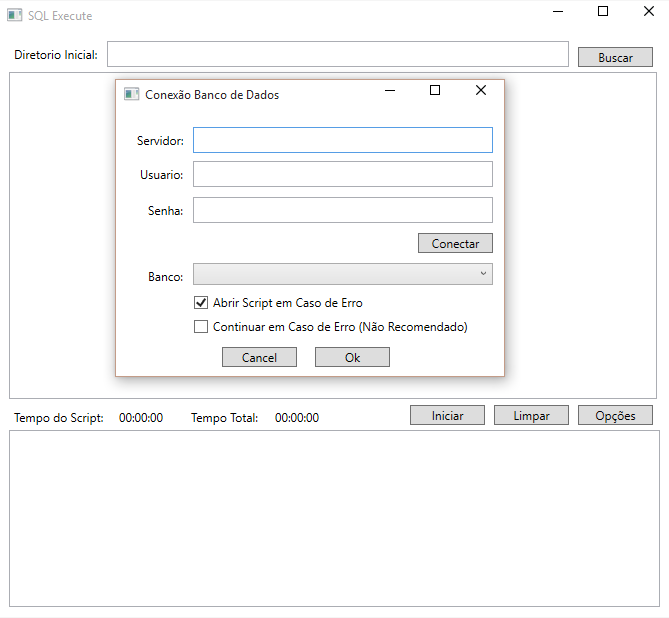 SQL Execute
Diretorio Inicial:
Buscar
Conexão Banco de Dados
Servidor:
Usuario:
Senha:
Conectar
Banco:
Abrir Script em Caso de Erro
Continuar em Caso de Erro (Não Recomendado)
Cancel Ok
Tempo do Script: 00:00:00 Tempo Total: 00:00:00 Iniciar Limpar Opções